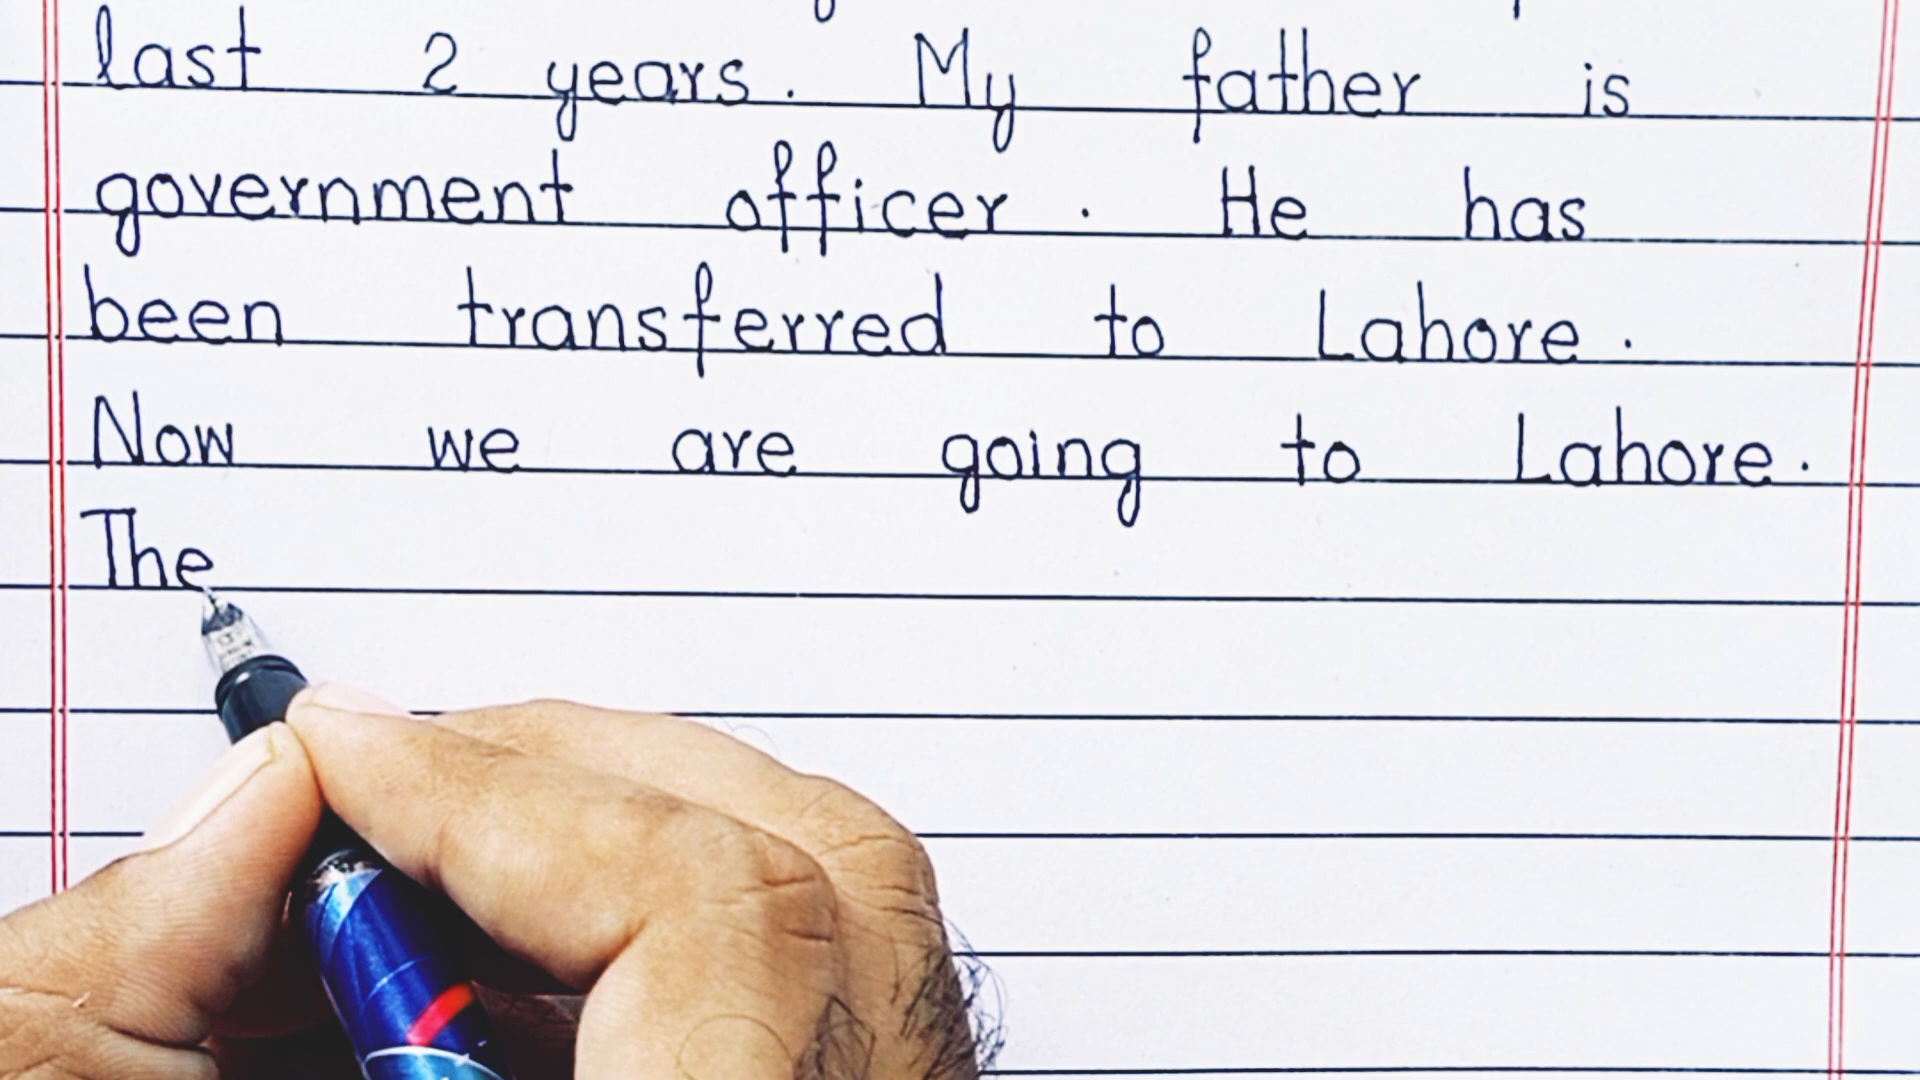 last 2 years. My father is
government officer. He has
been transferred to Lahore.
Now we are going to Lahore.
The